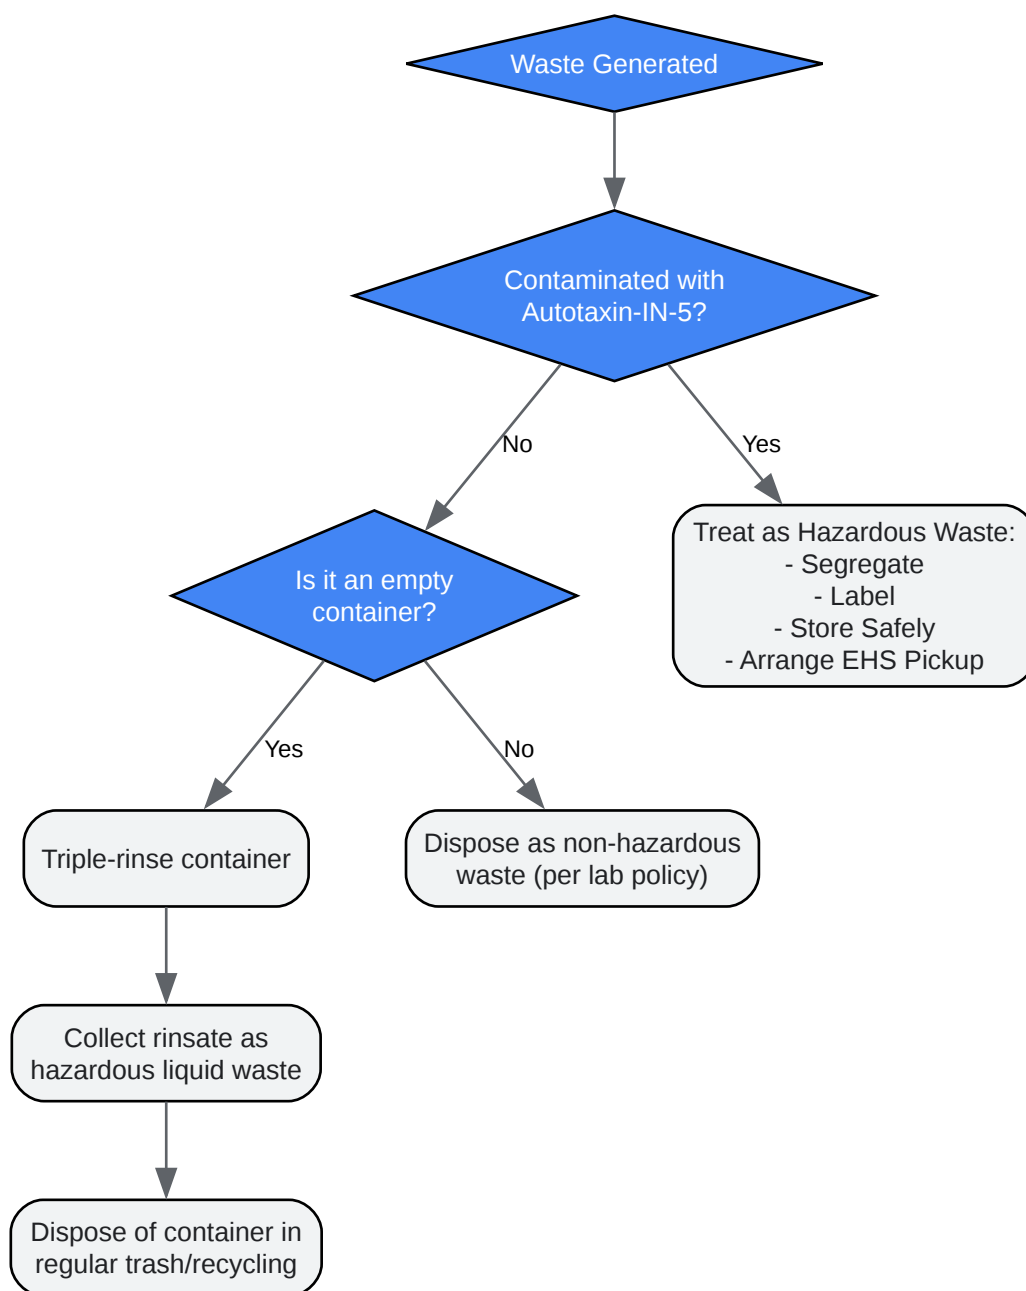 Waste Generated
Contaminated with
Autotaxin-IN-5?
No
Yes
Is it an empty
container?
Treat as Hazardous Waste:
- Segregate
- Label
- Store Safely
- Arrange EHS Pickup
Yes
No
Triple-rinse container
Dispose as non-hazardous
waste (per lab policy)
Collect rinsate as
hazardous liquid waste
Dispose of container in
regular trash/recycling